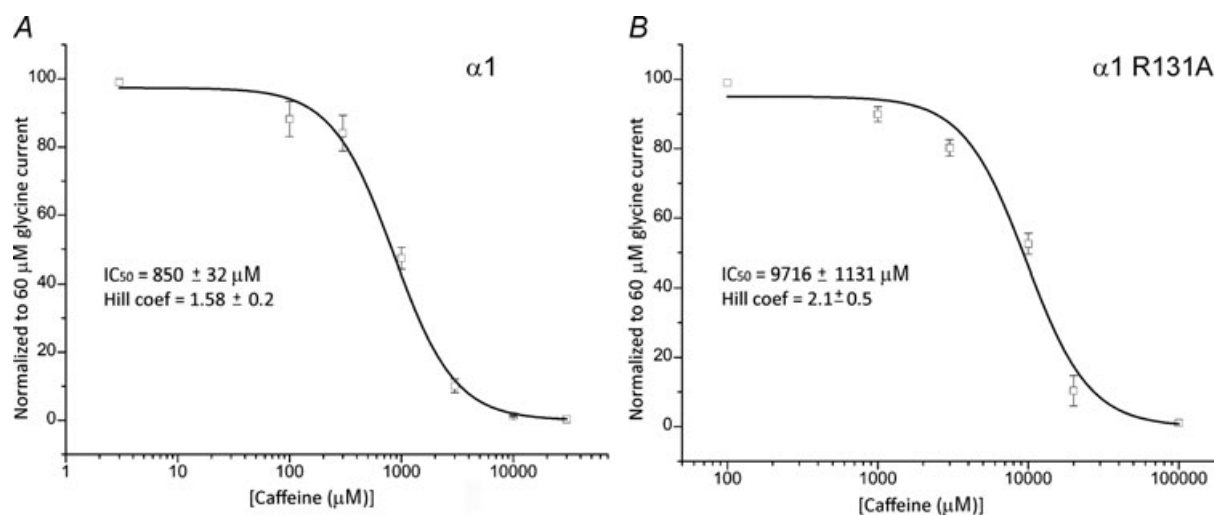 A
α1
Normalized to 60 μM glycine current
100
80
60
40
20
0
IC50 = 850 ± 32 μM
Hill coef = 1.58 ± 0.2
1
10
100
1000
10000
[Caffeine (μM)]
B
α1 R131A
Normalized to 60 μM glycine current
100
80
60
40
20
0
IC50 = 9716 ± 1131 μM
Hill coef = 2.1±0.5
100
1000
10000
100000
[Caffeine (μM)]